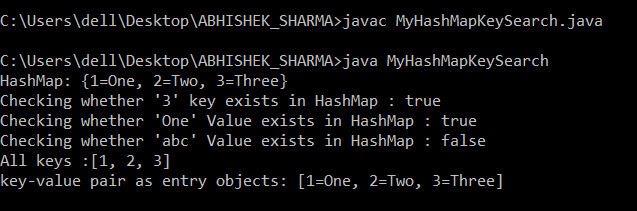 C:\Users\dell\Desktop\ABHISHEK_SHARMA>javac MyHashMapKeySearch.java
C:\Users\dell\Desktop\ABHISHEK_SHARMA>java MyHashMapKeySearch
HashMap: {1=One, 2=Two, 3=Three}
Checking whether '3' key exists in HashMap : true
Checking whether 'One' Value exists in HashMap : true
Checking whether 'abc' Value exists in HashMap : false
All keys :[1, 2, 3]
key-value pair as entry objects: [1=One, 2=Two, 3=Three]